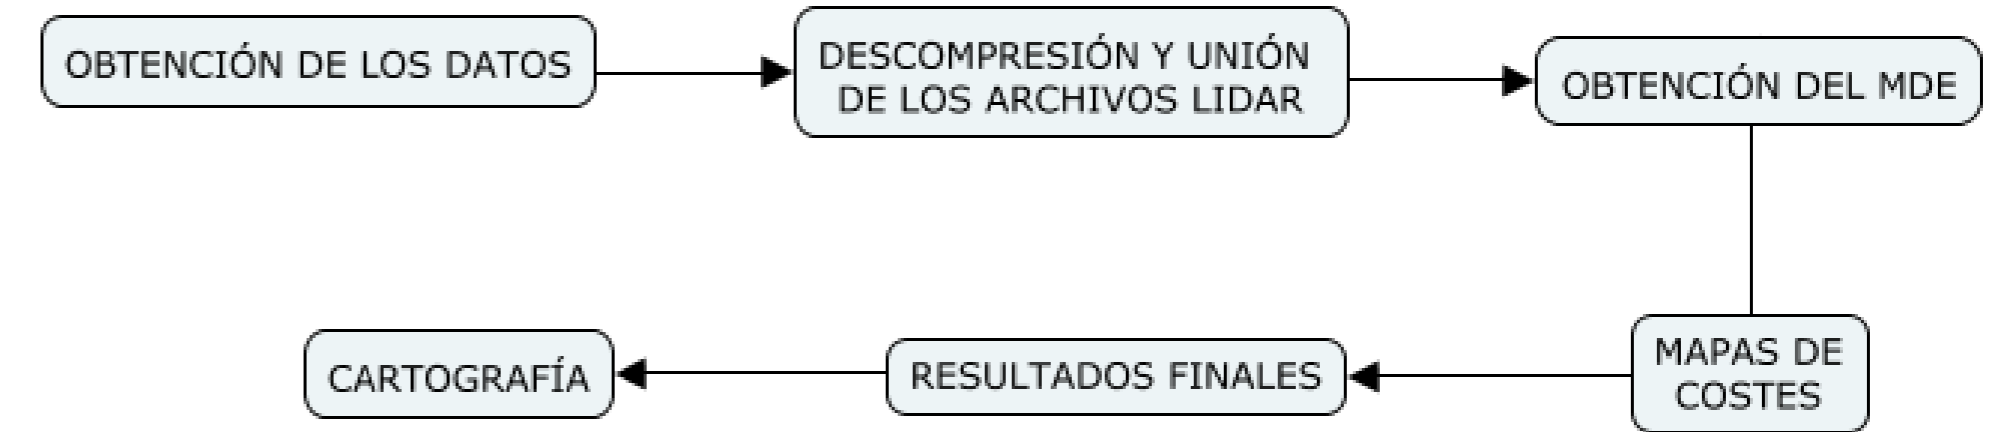 OBTENCIÓN DE LOS DATOS
DESCOMPRESIÓN Y UNIÓN
DE LOS ARCHIVOS LIDAR
OBTENCIÓN DEL MDE
MAPAS DE
COSTES
RESULTADOS FINALES
CARTOGRAFÍA